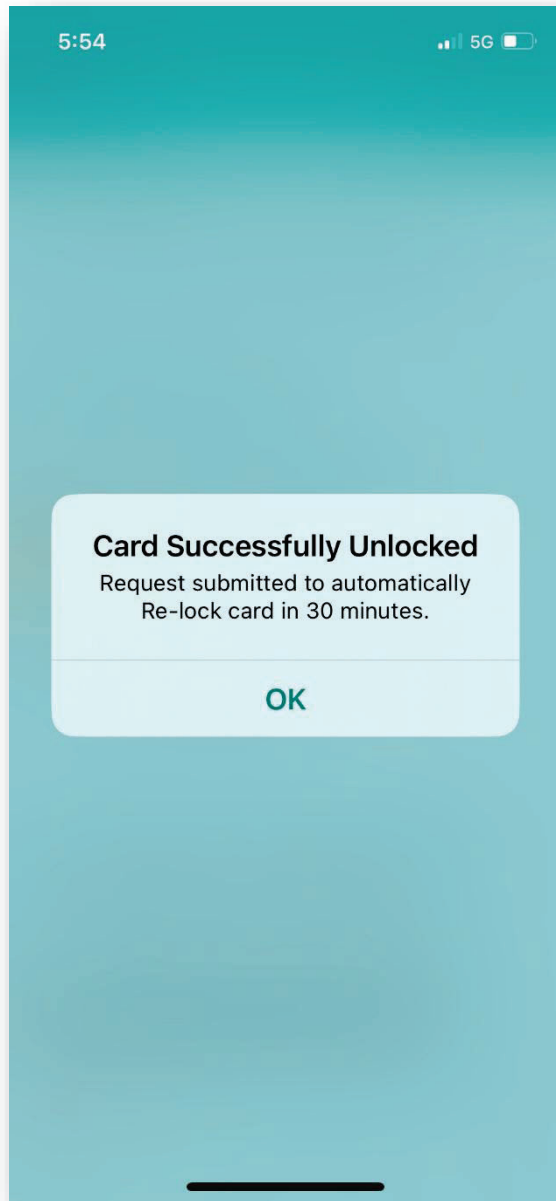 5:54 5G
Card Successfully Unlocked
Request submitted to automatically
Re-lock card in 30 minutes.
OK